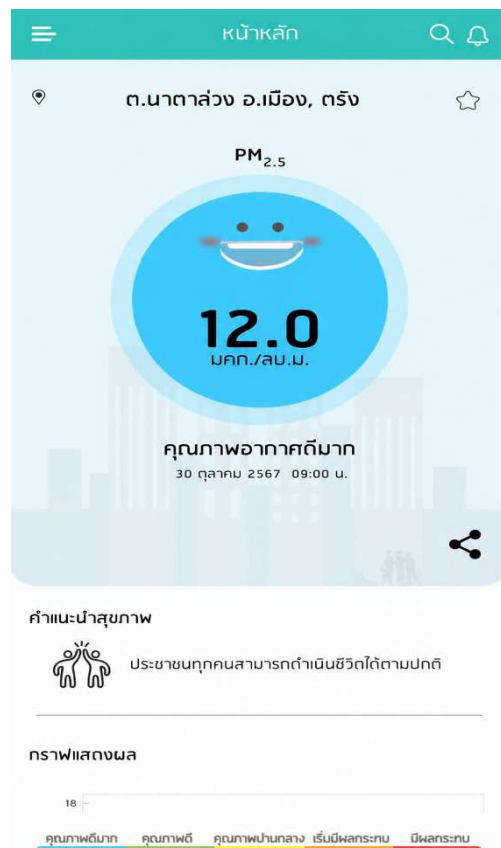 หน้าหลัก
ต.นาตาล่วง อ.เมือง, ตรัง
PM2.5
12.0
มคก./ลบ.ม.
คุณภาพอากาศดีมาก
30 ตุลาคม 2567 09:00 น.
คำแนะนำสุขภาพ
ประชาชนทุกคนสามารถดำเนินชีวิตได้ตามปกติ
กราฟแสดงผล
18
คุณภาพดีมาก คุณภาพดี คุณภาพปานกลาง เริ่มมีผลกระทบ มีผลกระทบ